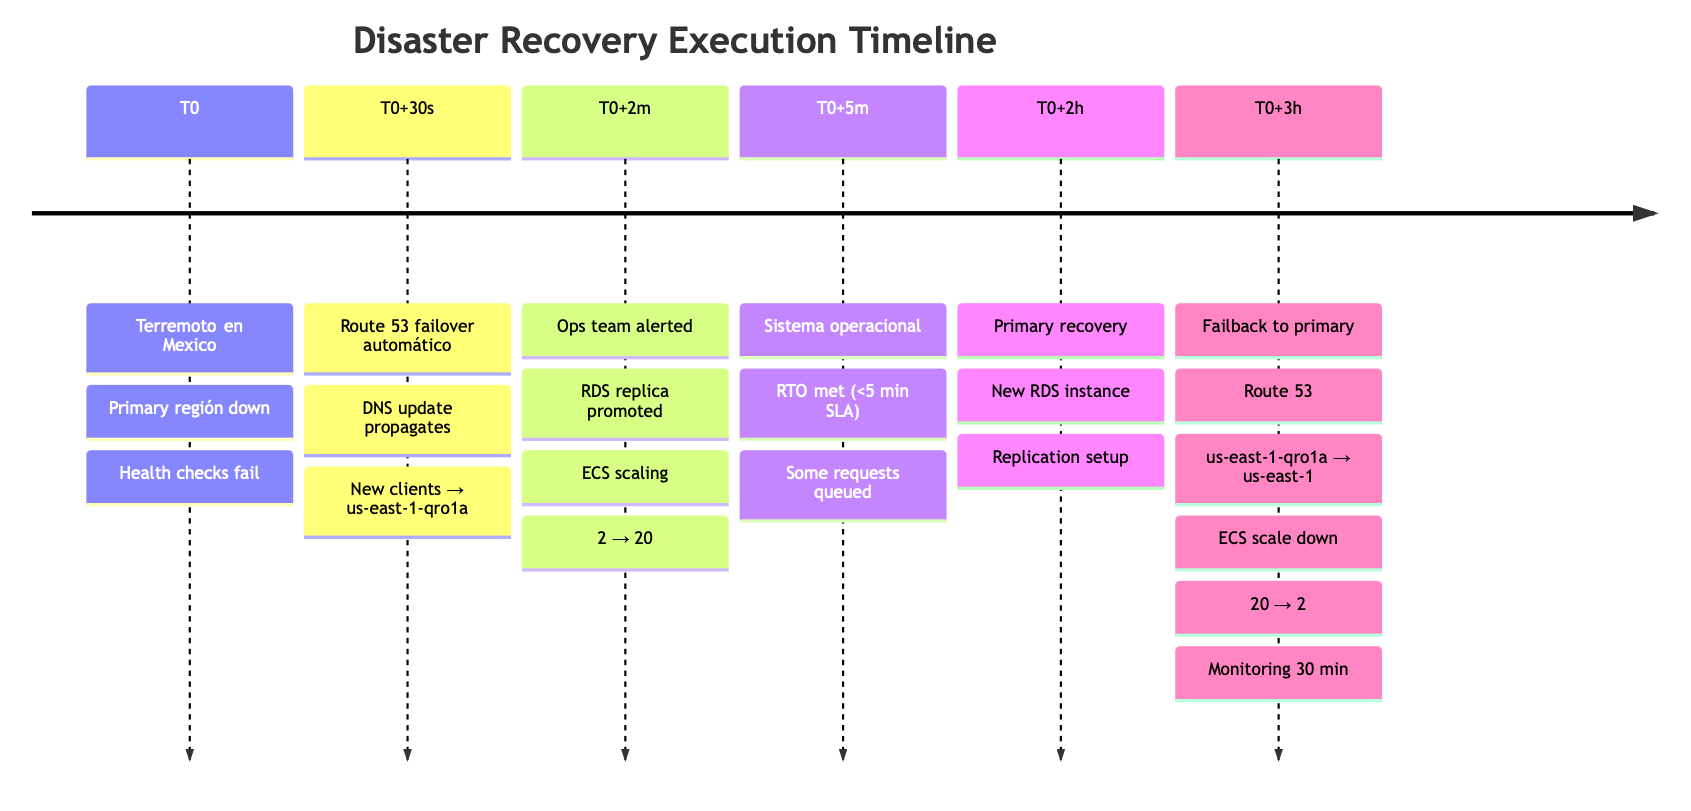 Disaster Recovery Execution Timeline
T0
T0+30s
T0+2m
T0+5m
T0+2h
T0+3h
Terremoto en
Mexico
Primary región down
Health checks fail
Route 53 failover
automático
DNS update
propagates
New clients →
us-east-1-qro1a
Ops team alerted
RDS replica
promoted
ECS scaling
2 → 20
Sistema operacional
RTO met (<5 min
SLA)
Some requests
queued
Primary recovery
New RDS instance
Replication setup
Failback to primary
Route 53
us-east-1-qro1a →
us-east-1
ECS scale down
20 → 2
Monitoring 30 min